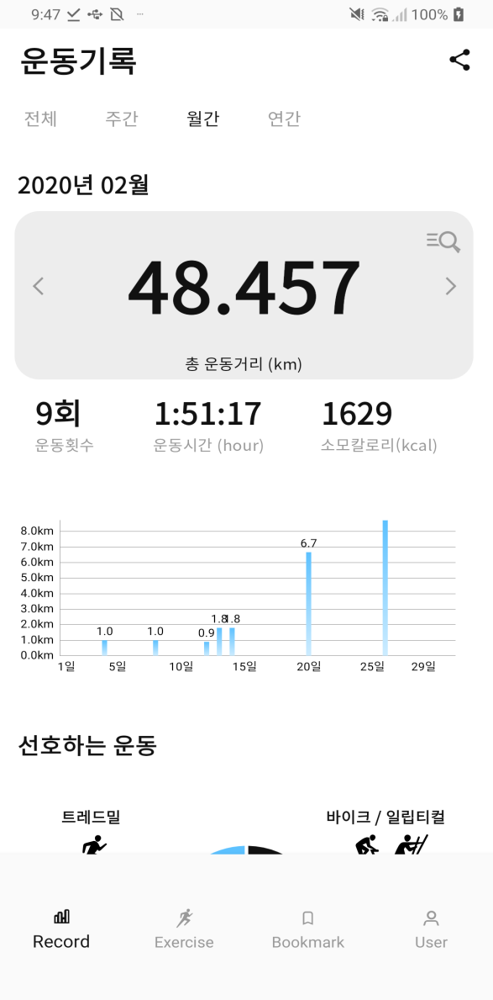 9:47 100%
운동기록
전체 주간 월간 연간
2020년 02월
48.457
총 운동거리 (km)
9회 1:51:17 1629
운동횟수 운동시간 (hour) 소모칼로리(kcal)
8.0km
7.0km 6.7
6.0km
5.0km
4.0km
3.0km
2.0km 1.8 1.8
1.0km 1.0 1.0 0.9
0.0km
1일 5일 10일 15일 20일 25일 29일
선호하는 운동
트레드밀 바이크 / 일립티컬
Record Exercise Bookmark User